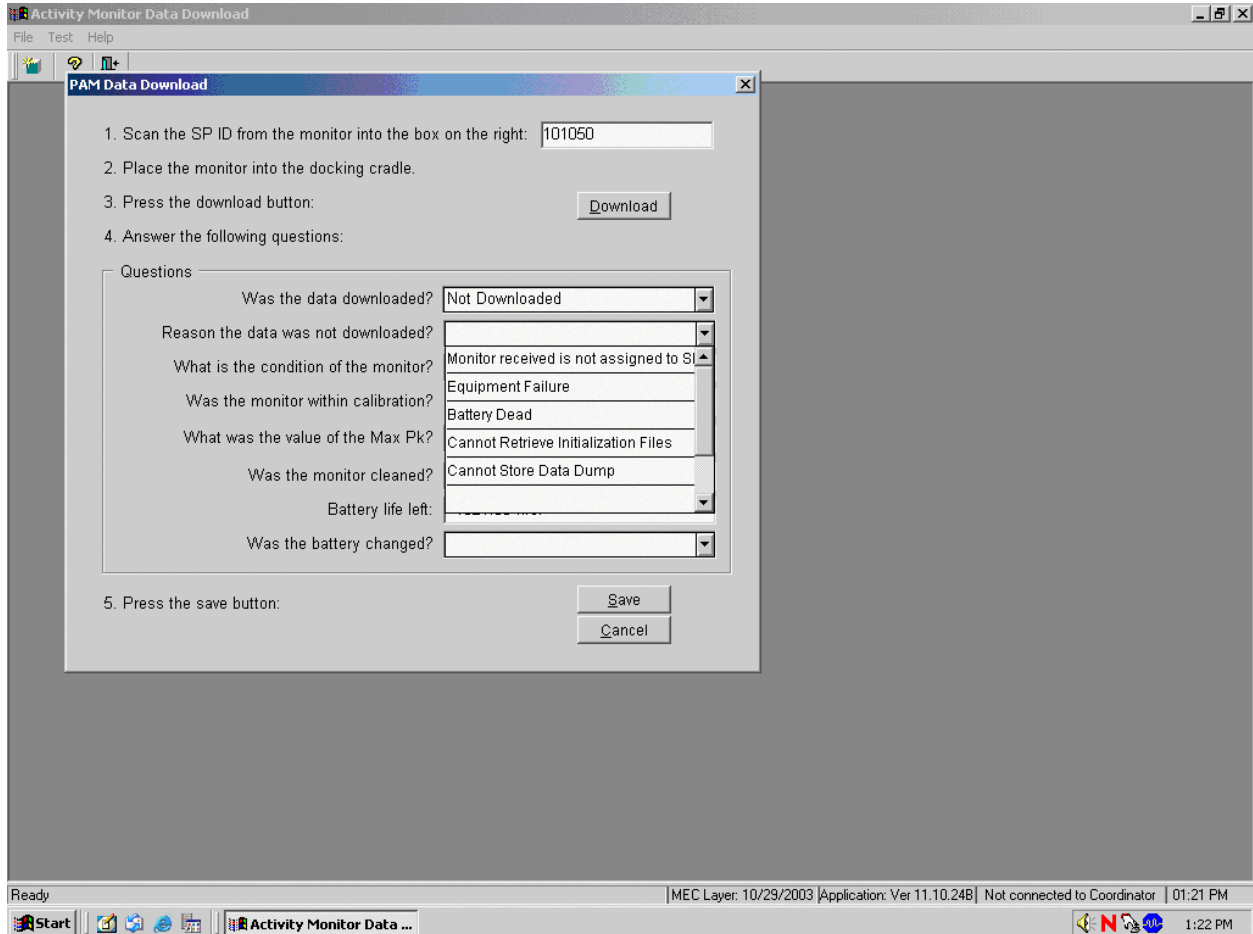 Activity Monitor Data Download
File Test Help
PAM Data Download
1. Scan the SP ID from the monitor into the box on the right: 101050
2. Place the monitor into the docking cradle.
3. Press the download button: Download
4. Answer the following questions:
Questions
Was the data downloaded? Not Downloaded
Reason the data was not downloaded?
Monitor received is not assigned to
What is the condition of the monitor?
Equipment Failure
Was the monitor within calibration?
Battery Dead
What was the value of the Max Pk?
Cannot Retrieve Initialization Files
Was the monitor cleaned?
Cannot Store Data Dump
Battery life left:
Was the battery changed?
5. Press the save button: Save
Cancel
Ready MEC Layer: 10/29/2003 Application: Ver 11.10.24B Not connected to Coordinator 01:21 PM
Start Activity Monitor Data ... N 1:22 PM